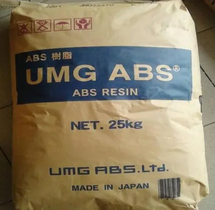 ABS 樹脂
UMG ABS®
ABS RESIN
NET. 25kg
UMG ABS.Ltd.
MADE IN JAPAN